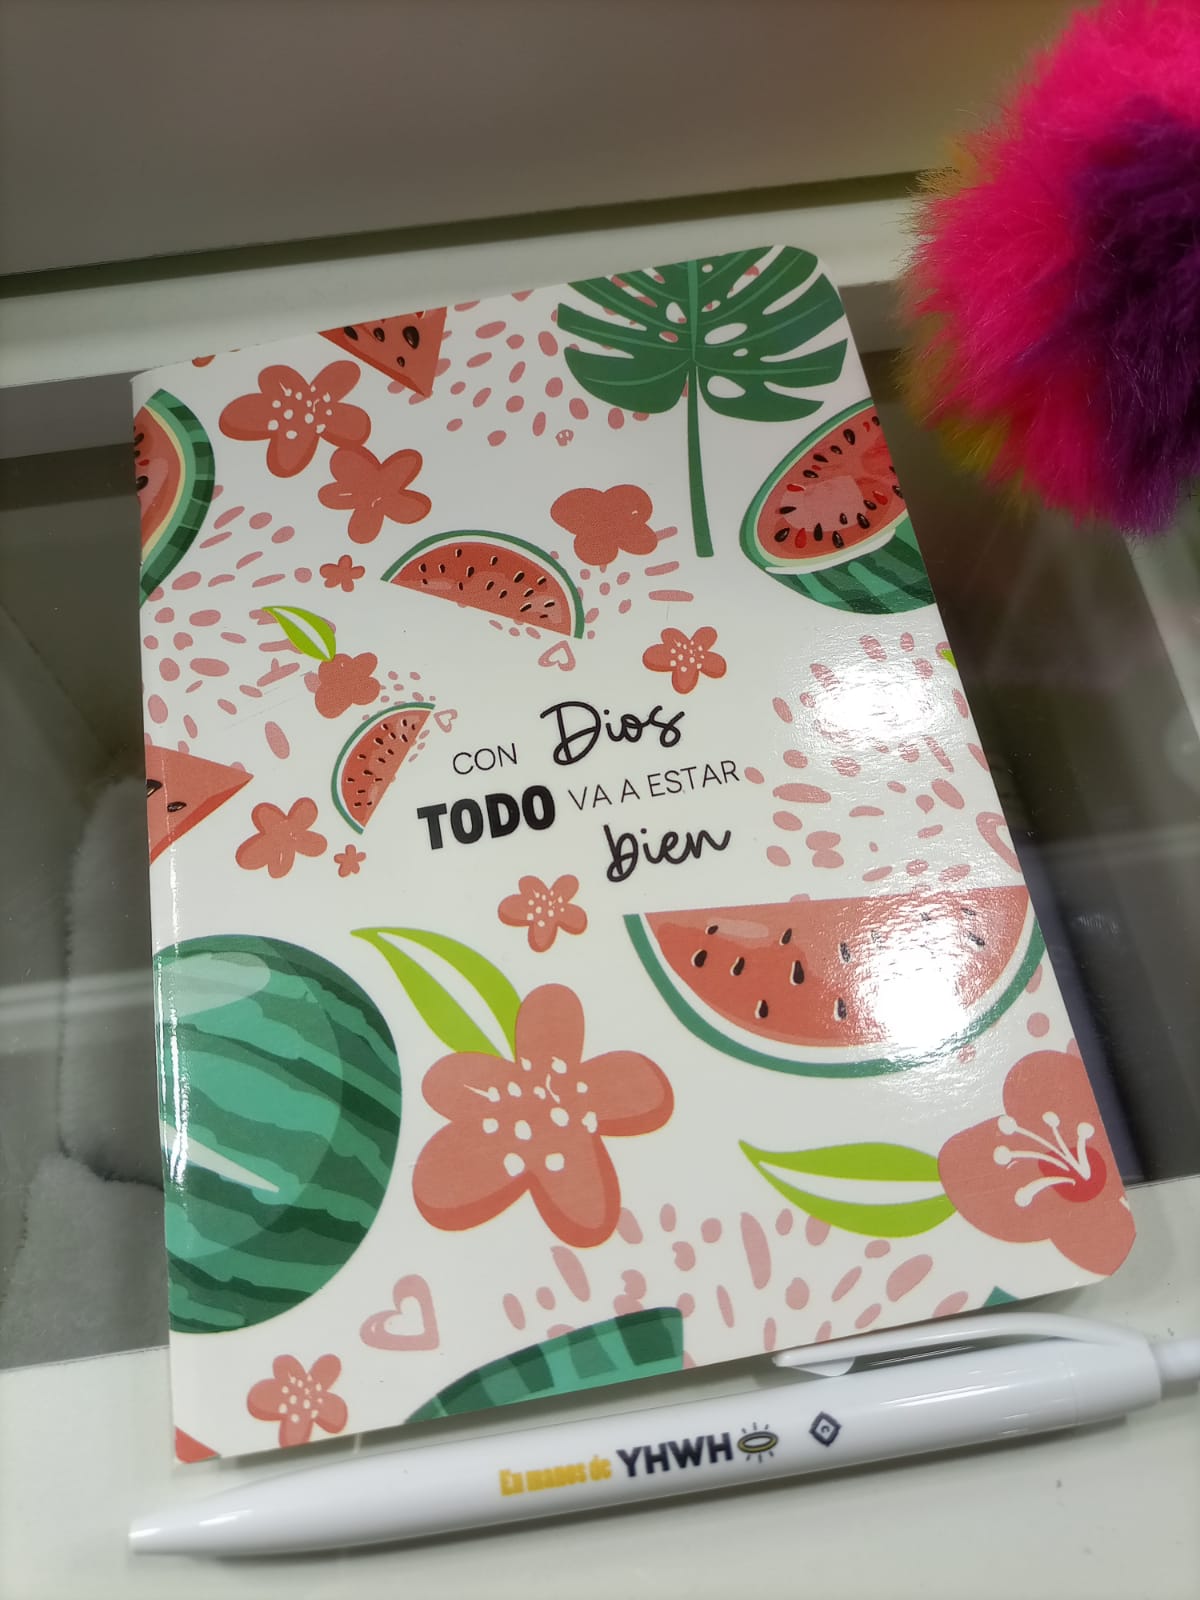 CON Dios
TODO VA A ESTAR
bien
En manos de YHWH